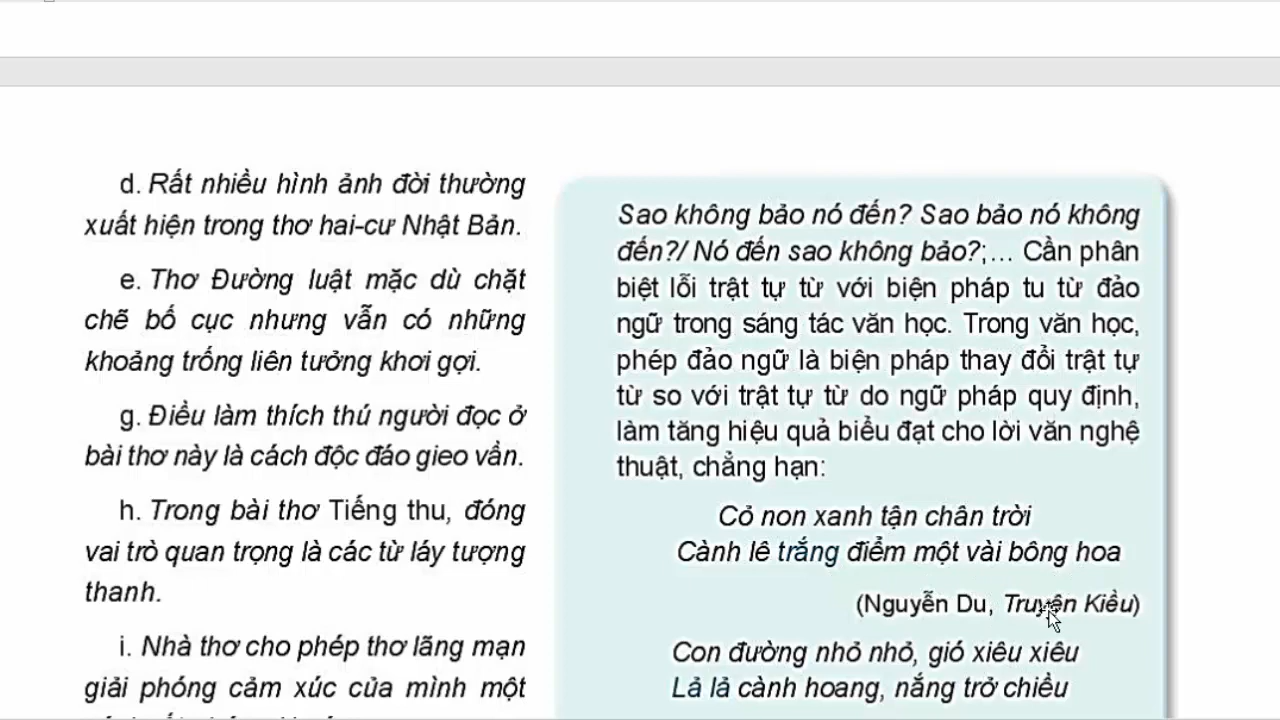 d. Rất nhiều hình ảnh đời thường
xuất hiện trong thơ hai-cư Nhật Bản.
e. Thơ Đường luật mặc dù chặt
chẽ bố cục nhưng vẫn có những
khoảng trống liên tưởng khơi gợi.
g. Điều làm thích thú người đọc ở
bài thơ này là cách độc đáo gieo vần.
h. Trong bài thơ Tiếng thu, đóng
vai trò quan trọng là các từ láy tượng
thanh.
i. Nhà thơ cho phép thơ lãng mạn
giải phóng cảm xúc của mình một
Sao không bảo nó đến? Sao bảo nó không
đến?/ Nó đến sao không bảo?;... Cần phân
biệt lỗi trật tự từ với biện pháp tu từ đảo
ngữ trong sáng tác văn học. Trong văn học,
phép đảo ngữ là biện pháp thay đổi trật tự
từ so với trật tự từ do ngữ pháp quy định,
làm tăng hiệu quả biểu đạt cho lời văn nghệ
thuật, chẳng hạn:
Cỏ non xanh tận chân trời
Cành lê trắng điểm một vài bông hoa
(Nguyễn Du, Truyện Kiều)
Con đường nhỏ nhỏ, gió xiêu xiêu
Lả lả cành hoang, nắng trở chiều